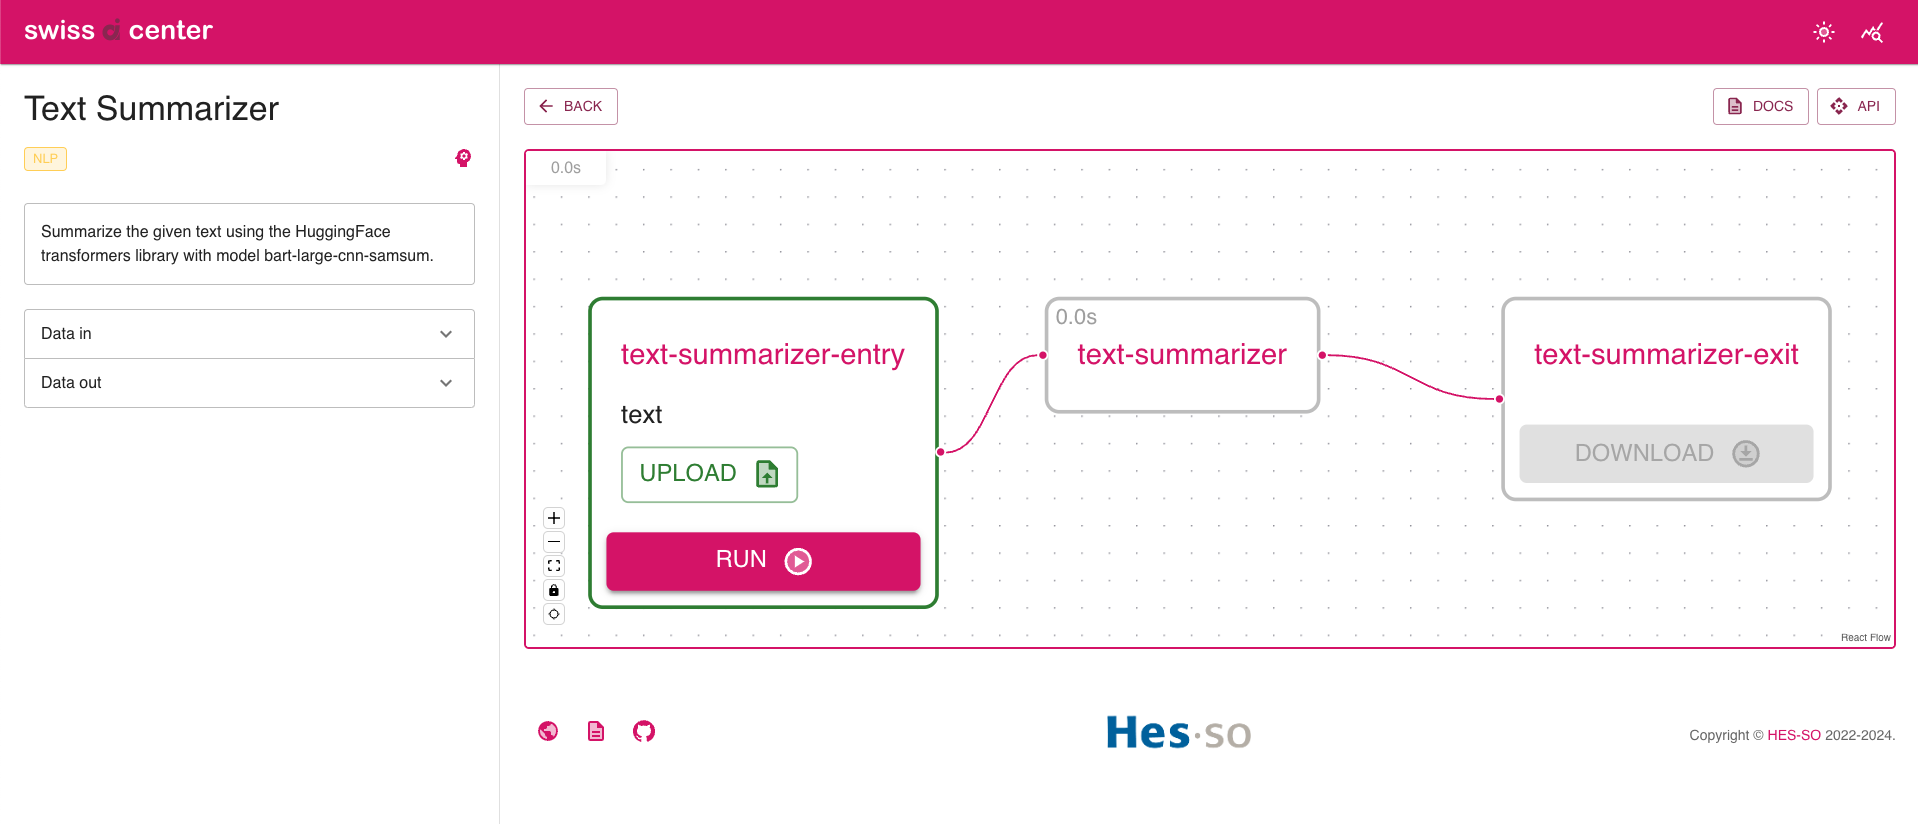 swiss ai center
Text Summarizer
NLP
Summarize the given text using the HuggingFace
transformers library with model bart-large-cnn-samsum.
Data in
Data out
BACK
DOCS
API
0.0s
text-summarizer-entry
text
UPLOAD
RUN
0.0s
text-summarizer
text-summarizer-exit
DOWNLOAD
React Flow
Hes·so
Copyright © HES-SO 2022-2024.